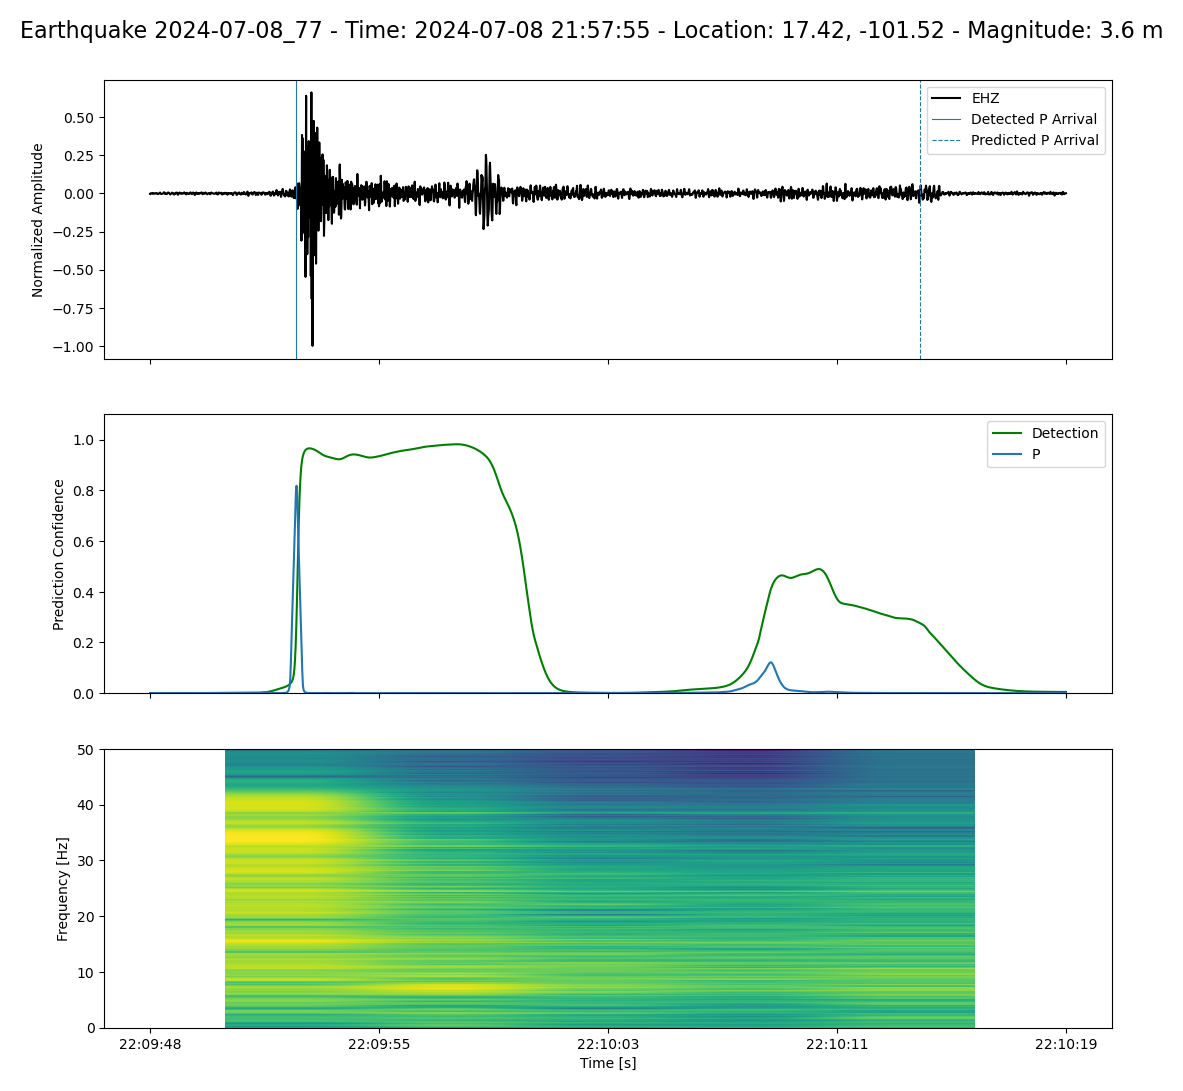 Earthquake 2024-07-08_77 - Time: 2024-07-08 21:57:55 - Location: 17.42, -101.52 - Magnitude: 3.6 m
EHZ
Detected P Arrival
Predicted P Arrival
Normalized Amplitude
0.50
0.25
0.00
−0.25
−0.50
−0.75
−1.00
Detection
P
Prediction Confidence
1.0
0.8
0.6
0.4
0.2
0.0
Frequency [Hz]
50
40
30
20
10
0
22:09:48 22:09:55 22:10:03 22:10:11 22:10:19
Time [s]